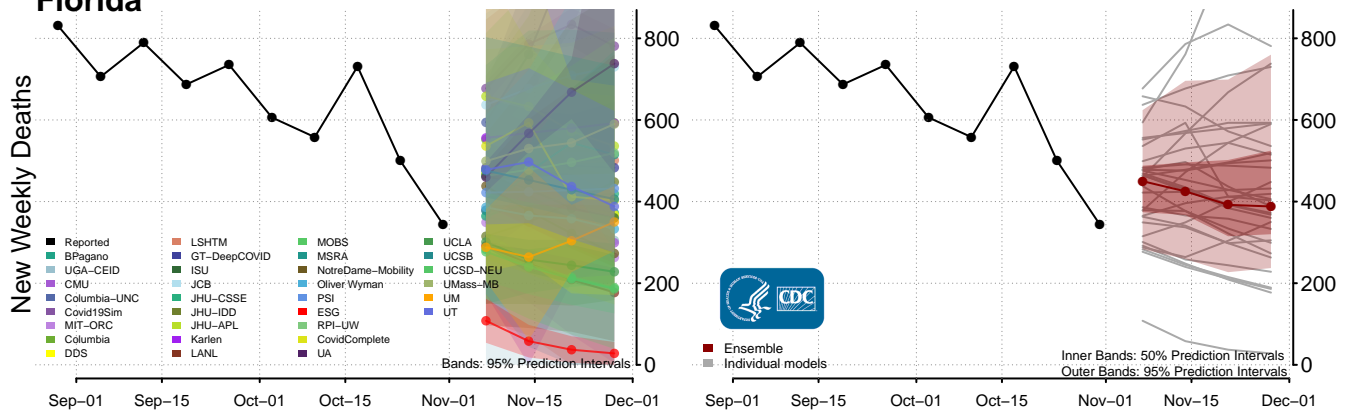 Florida
New Weekly Deaths
800
600
400
200
0
Reported
BPagano
UGA−CEID
CMU
Columbia−UNC
Covid19Sim
MIT−ORC
Columbia
DDS
LSHTM
GT−DeepCOVID
ISU
JCB
JHU−CSSE
JHU−IDD
JHU−APL
Karlen
LANL
MOBS
MSRA
NotreDame−Mobility
Oliver Wyman
PSI
ESG
RPI−UW
CovidComplete
UA
UCLA
UCSB
UCSD−NEU
UMass−MB
UM
UT
Bands: 95% Prediction Intervals
Sep−01 Sep−15 Oct−01 Oct−15 Nov−01 Nov−15 Dec−01
800
600
400
200
0
CDC
Ensemble
Individual models
Inner Bands: 50% Prediction Intervals
Outer Bands: 95% Prediction Intervals
Sep−01 Sep−15 Oct−01 Oct−15 Nov−01 Nov−15 Dec−01